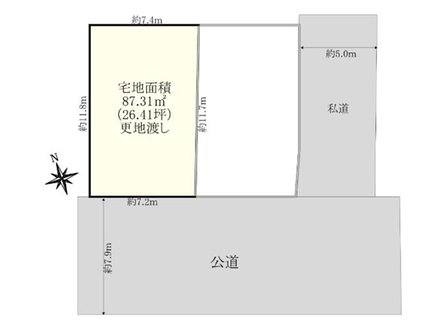 約7.4m
約5.0m
宅地面積
87.31㎡
(26.41坪)
更地渡し
約11.8m
約11.7m
私道
N
約7.2m
約7.9m
公道